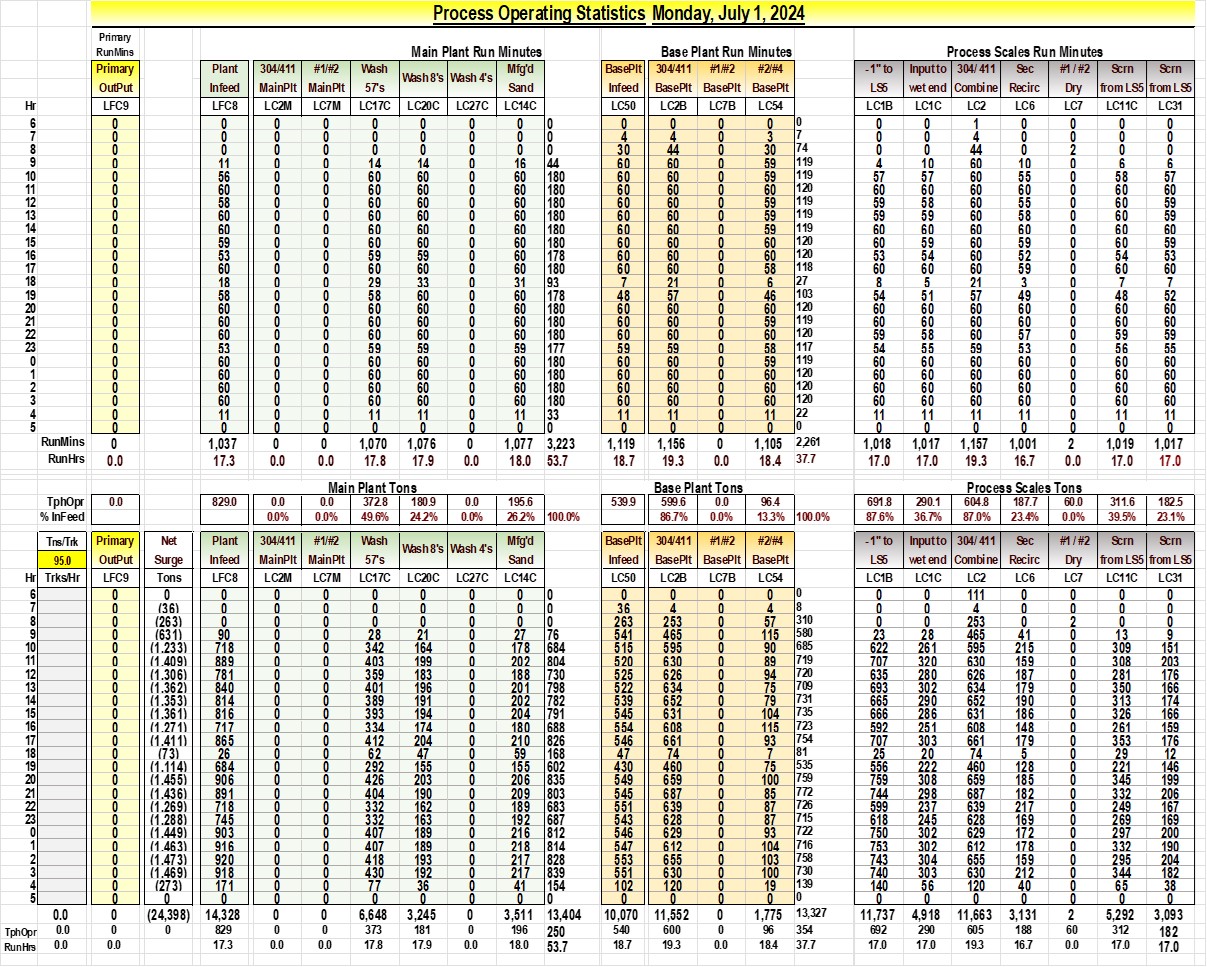 Process Operating Statistics Monday, July 1, 2024
Primary
RunMins Main Plant Run Minutes Base Plant Run Minutes Process Scales Run Minutes
Primary Plant 304/411 #1/#2 Wash Wash 8's Wash 4's Mfg'd BasePlt 304/411 #1/#2 #2/#4 -1" to Input to 304/ 411 Sec #1 / #2 Scrn Scrn
OutPut Infeed MainPlt MainPlt 57's Sand Infeed BasePlt BasePlt BasePlt LS5 wet end Combine Recirc Dry from LS5 from LS5
Hr LFC9 LFC8 LC2M LC7M LC17C LC20C LC27C LC14C LC50 LC2B LC7B LC54 LC1B LC1C LC2 LC6 LC7 LC11C LC31
6 0 0 0 0 0 0 0 0 0 0 0 0 0 0 0 0 1 0 0 0 0
7 0 0 0 0 0 0 0 0 0 4 4 0 3 7 0 0 4 0 0 0 0
8 0 0 0 0 0 0 0 0 0 30 44 0 30 74 0 0 44 0 2 0 0
9 0 11 0 0 14 14 0 16 44 60 60 0 59 119 4 10 60 10 0 6 6
10 0 56 0 0 60 60 0 60 180 60 60 0 59 119 57 57 60 55 0 58 57
11 0 60 0 0 60 60 0 60 180 60 60 0 60 120 60 60 60 60 0 60 60
12 0 58 0 0 60 60 0 60 180 60 60 0 59 119 59 58 60 55 0 60 59
13 0 60 0 0 60 60 0 60 180 60 60 0 59 119 59 59 60 58 0 60 60
14 0 60 0 0 60 60 0 60 180 60 60 0 59 119 60 60 60 60 0 60 60
15 0 59 0 0 60 60 0 60 180 60 60 0 60 120 60 59 60 59 0 60 60
16 0 53 0 0 59 59 0 60 178 60 60 0 60 120 53 54 60 52 0 54 53
17 0 60 0 0 60 60 0 60 180 60 60 0 58 118 60 60 60 59 0 60 60
18 0 18 0 0 29 33 0 31 93 7 21 0 6 27 8 5 21 3 0 7 7
19 0 58 0 0 58 60 0 60 178 48 57 0 46 103 54 51 57 49 0 48 52
20 0 60 0 0 60 60 0 60 180 60 60 0 60 120 60 60 60 60 0 60 60
21 0 60 0 0 60 60 0 60 180 60 60 0 59 119 60 60 60 60 0 60 60
22 0 60 0 0 60 60 0 60 180 60 60 0 60 120 59 58 60 57 0 59 59
23 0 53 0 0 59 59 0 59 177 59 59 0 58 117 54 55 59 53 0 56 55
0 0 60 0 0 60 60 0 60 180 60 60 0 59 119 60 60 60 60 0 60 60
1 0 60 0 0 60 60 0 60 180 60 60 0 60 120 60 60 60 60 0 60 60
2 0 60 0 0 60 60 0 60 180 60 60 0 60 120 60 60 60 60 0 60 60
3 0 60 0 0 60 60 0 60 180 60 60 0 60 120 60 60 60 60 0 60 60
4 0 11 0 0 11 11 0 11 33 11 11 0 11 22 11 11 11 11 0 11 11
5 0 0 0 0 0 0 0 0 0 0 0 0 0 0 0 0 0 0 0 0 0
RunMins 0 1,037 0 0 1,070 1,076 0 1,077 3,223 1,119 1,156 0 1,105 2,261 1,018 1,017 1,157 1,001 2 1,019 1,017
RunHrs 0.0 17.3 0.0 0.0 17.8 17.9 0.0 18.0 53.7 18.7 19.3 0.0 18.4 37.7 17.0 17.0 19.3 16.7 0.0 17.0 17.0
Main Plant Tons Base Plant Tons Process Scales Tons
TphOpr 0.0 829.0 0.0 0.0 372.8 180.9 0.0 195.6 539.9 599.6 0.0 96.4 691.8 290.1 604.8 187.7 60.0 311.6 182.5
% InFeed 0.0% 0.0% 49.6% 24.2% 0.0% 26.2% 100.0% 86.7% 0.0% 13.3% 100.0% 87.6% 36.7% 87.0% 23.4% 0.0% 39.5% 23.1%
Tns/Trk Primary Net Plant 304/411 #1/#2 Wash Wash 8's Wash 4's Mfg'd BasePlt 304/411 #1/#2 #2/#4 -1" to Input to 304/ 411 Sec #1 / #2 Scrn Scrn
95.0 OutPut Surge Infeed MainPlt MainPlt 57's Sand Infeed BasePlt BasePlt BasePlt LS5 wet end Combine Recirc Dry from LS5 from LS5
Hr Trks/Hr LFC9 Tons LFC8 LC2M LC7M LC17C LC20C LC27C LC14C LC50 LC2B LC7B LC54 LC1B LC1C LC2 LC6 LC7 LC11C LC31
6 0 0 0 0 0 0 0 0 0 0 0 0 0 0 0 0 0 111 0 0 0 0
7 0 (36) 0 0 0 0 0 0 0 0 36 4 0 4 8 0 0 4 0 0 0 0
8 0 (263) 0 0 0 0 0 0 0 0 263 253 0 57 310 0 0 253 0 2 0 0
9 0 (631) 90 0 0 28 21 0 27 76 541 465 0 115 580 23 28 465 41 0 13 9
10 0 (1,233) 718 0 0 342 164 0 178 684 515 595 0 90 685 622 261 595 215 0 309 151
11 0 (1,409) 889 0 0 403 199 0 202 804 520 630 0 89 719 707 320 630 159 0 308 203
12 0 (1,306) 781 0 0 359 183 0 188 730 525 626 0 94 720 635 280 626 187 0 281 176
13 0 (1,362) 840 0 0 401 196 0 201 798 522 634 0 75 709 693 302 634 179 0 350 166
14 0 (1,353) 814 0 0 389 191 0 202 782 539 652 0 79 731 665 290 652 190 0 313 174
15 0 (1,361) 816 0 0 393 194 0 204 791 545 631 0 104 735 666 286 631 186 0 326 166
16 0 (1,271) 717 0 0 334 174 0 180 688 554 608 0 115 723 592 251 608 148 0 261 159
17 0 (1,411) 865 0 0 412 204 0 210 826 546 661 0 93 754 707 303 661 179 0 353 176
18 0 (73) 26 0 0 62 47 0 59 168 47 74 0 7 81 25 20 74 5 0 29 12
19 0 (1,114) 684 0 0 292 155 0 155 602 430 460 0 75 535 556 222 460 128 0 221 146
20 0 (1,455) 906 0 0 426 203 0 206 835 549 659 0 100 759 759 308 659 185 0 345 199
21 0 (1,436) 891 0 0 404 190 0 209 803 545 687 0 85 772 744 298 687 182 0 332 206
22 0 (1,269) 718 0 0 332 162 0 189 683 551 639 0 87 726 599 237 639 217 0 249 167
23 0 (1,288) 745 0 0 332 163 0 192 687 543 628 0 87 715 618 245 628 169 0 269 169
0 0 (1,449) 903 0 0 407 189 0 216 812 546 629 0 93 722 750 302 629 172 0 297 200
1 0 (1,463) 916 0 0 407 189 0 218 814 547 612 0 104 716 753 302 612 178 0 332 190
2 0 (1,473) 920 0 0 418 193 0 217 828 553 655 0 103 758 743 304 655 159 0 295 204
3 0 (1,469) 918 0 0 430 192 0 217 839 551 630 0 100 730 740 303 630 212 0 344 182
4 0 (273) 171 0 0 77 36 0 41 154 102 120 0 19 139 140 56 120 40 0 65 38
5 0 0 0 0 0 0 0 0 0 0 0 0 0 0 0 0 0 0 0 0 0 0
0.0 0 (24,398) 14,328 0 0 6,648 3,245 0 3,511 13,404 10,070 11,552 0 1,775 13,327 11,737 4,918 11,663 3,131 2 5,292 3,093
TphOpr 0.0 0 0 829 0 0 373 181 0 196 250 540 600 0 96 354 692 290 605 188 60 312 182
RunHrs 0.0 0.0 17.3 0.0 0.0 17.8 17.9 0.0 18.0 53.7 18.7 19.3 0.0 18.4 37.7 17.0 17.0 19.3 16.7 0.0 17.0 17.0